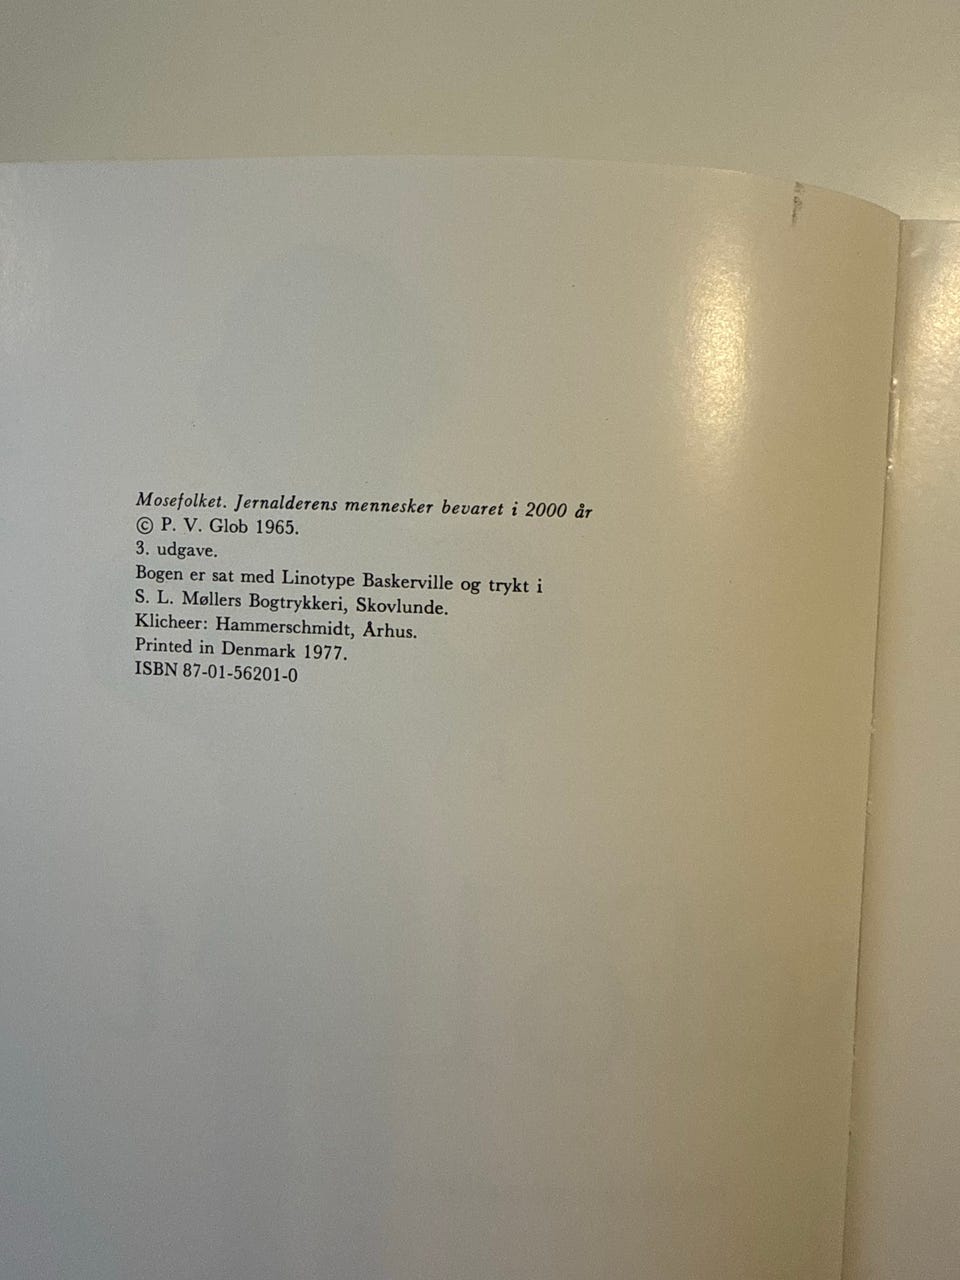 Mosefolket. Jernalderens mennesker bevaret i 2000 år
© P. V. Glob 1965.
3. udgave.
Bogen er sat med Linotype Baskerville og trykt i
S. L. Møllers Bogtrykkeri, Skovlunde.
Klicheer: Hammerschmidt, Århus.
Printed in Denmark 1977.
ISBN 87-01-56201-0